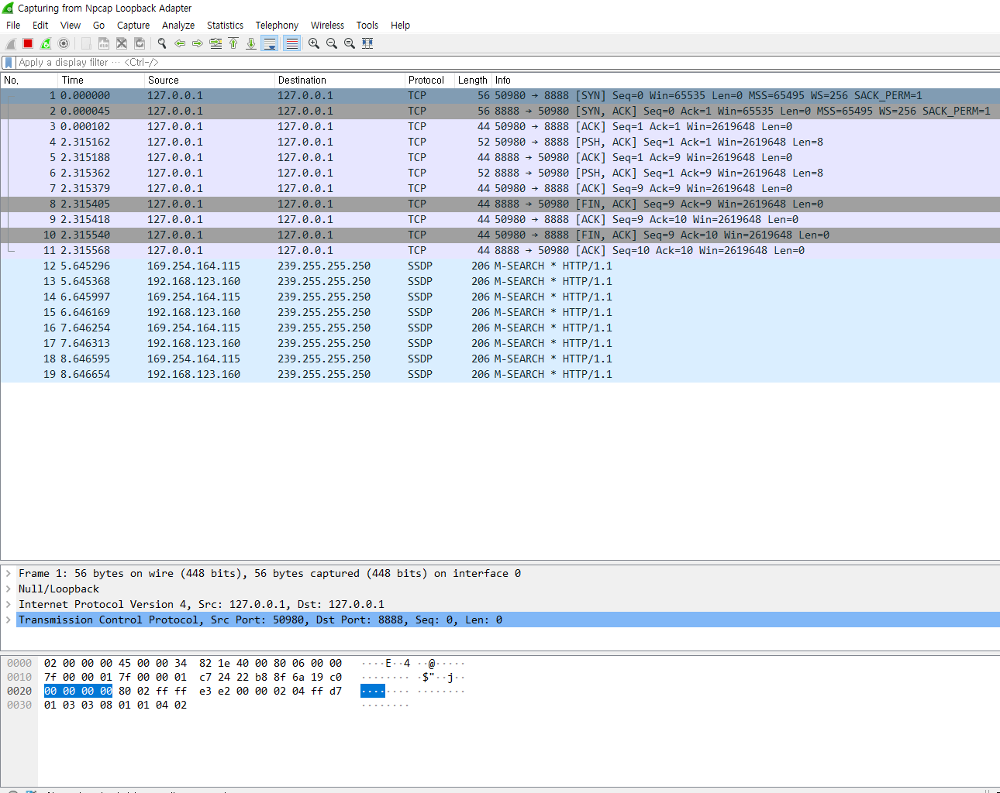 Capturing from Npcap Loopback Adapter
File Edit View Go Capture Analyze Statistics Telephony Wireless Tools Help
Apply a display filter ··· <Ctrl-/>
No. Time Source Destination Protocol Length Info
1 0.000000 127.0.0.1 127.0.0.1 TCP 56 50980 → 8888 [SYN] Seq=0 Win=65535 Len=0 MSS=65495 WS=256 SACK_PERM=1
2 0.000045 127.0.0.1 127.0.0.1 TCP 56 8888 → 50980 [SYN, ACK] Seq=0 Ack=1 Win=65535 Len=0 MSS=65495 WS=256 SACK_PERM=1
3 0.000102 127.0.0.1 127.0.0.1 TCP 44 50980 → 8888 [ACK] Seq=1 Ack=1 Win=2619648 Len=0
4 2.315162 127.0.0.1 127.0.0.1 TCP 52 50980 → 8888 [PSH, ACK] Seq=1 Ack=1 Win=2619648 Len=8
5 2.315188 127.0.0.1 127.0.0.1 TCP 44 8888 → 50980 [ACK] Seq=1 Ack=9 Win=2619648 Len=0
6 2.315362 127.0.0.1 127.0.0.1 TCP 52 8888 → 50980 [PSH, ACK] Seq=1 Ack=9 Win=2619648 Len=8
7 2.315379 127.0.0.1 127.0.0.1 TCP 44 50980 → 8888 [ACK] Seq=9 Ack=9 Win=2619648 Len=0
8 2.315405 127.0.0.1 127.0.0.1 TCP 44 8888 → 50980 [FIN, ACK] Seq=9 Ack=9 Win=2619648 Len=0
9 2.315418 127.0.0.1 127.0.0.1 TCP 44 50980 → 8888 [ACK] Seq=9 Ack=10 Win=2619648 Len=0
10 2.315540 127.0.0.1 127.0.0.1 TCP 44 50980 → 8888 [FIN, ACK] Seq=9 Ack=10 Win=2619648 Len=0
11 2.315568 127.0.0.1 127.0.0.1 TCP 44 8888 → 50980 [ACK] Seq=10 Ack=10 Win=2619648 Len=0
12 5.645296 169.254.164.115 239.255.255.250 SSDP 206 M-SEARCH * HTTP/1.1
13 5.645368 192.168.123.160 239.255.255.250 SSDP 206 M-SEARCH * HTTP/1.1
14 6.645997 169.254.164.115 239.255.255.250 SSDP 206 M-SEARCH * HTTP/1.1
15 6.646169 192.168.123.160 239.255.255.250 SSDP 206 M-SEARCH * HTTP/1.1
16 7.646254 169.254.164.115 239.255.255.250 SSDP 206 M-SEARCH * HTTP/1.1
17 7.646313 192.168.123.160 239.255.255.250 SSDP 206 M-SEARCH * HTTP/1.1
18 8.646595 169.254.164.115 239.255.255.250 SSDP 206 M-SEARCH * HTTP/1.1
19 8.646654 192.168.123.160 239.255.255.250 SSDP 206 M-SEARCH * HTTP/1.1
Frame 1: 56 bytes on wire (448 bits), 56 bytes captured (448 bits) on interface 0
Null/Loopback
Internet Protocol Version 4, Src: 127.0.0.1, Dst: 127.0.0.1
Transmission Control Protocol, Src Port: 50980, Dst Port: 8888, Seq: 0, Len: 0
0000 02 00 00 00 45 00 00 34 82 1e 40 00 80 06 00 00 ····E··4 ··@·····
0010 7f 00 00 01 7f 00 00 01 c7 24 22 b8 8f 6a 19 c0 ········ ·$"··j··
0020 00 00 00 00 80 02 ff ff e3 e2 00 00 02 04 ff d7 ········ ········
0030 01 03 03 08 01 01 04 02 ········